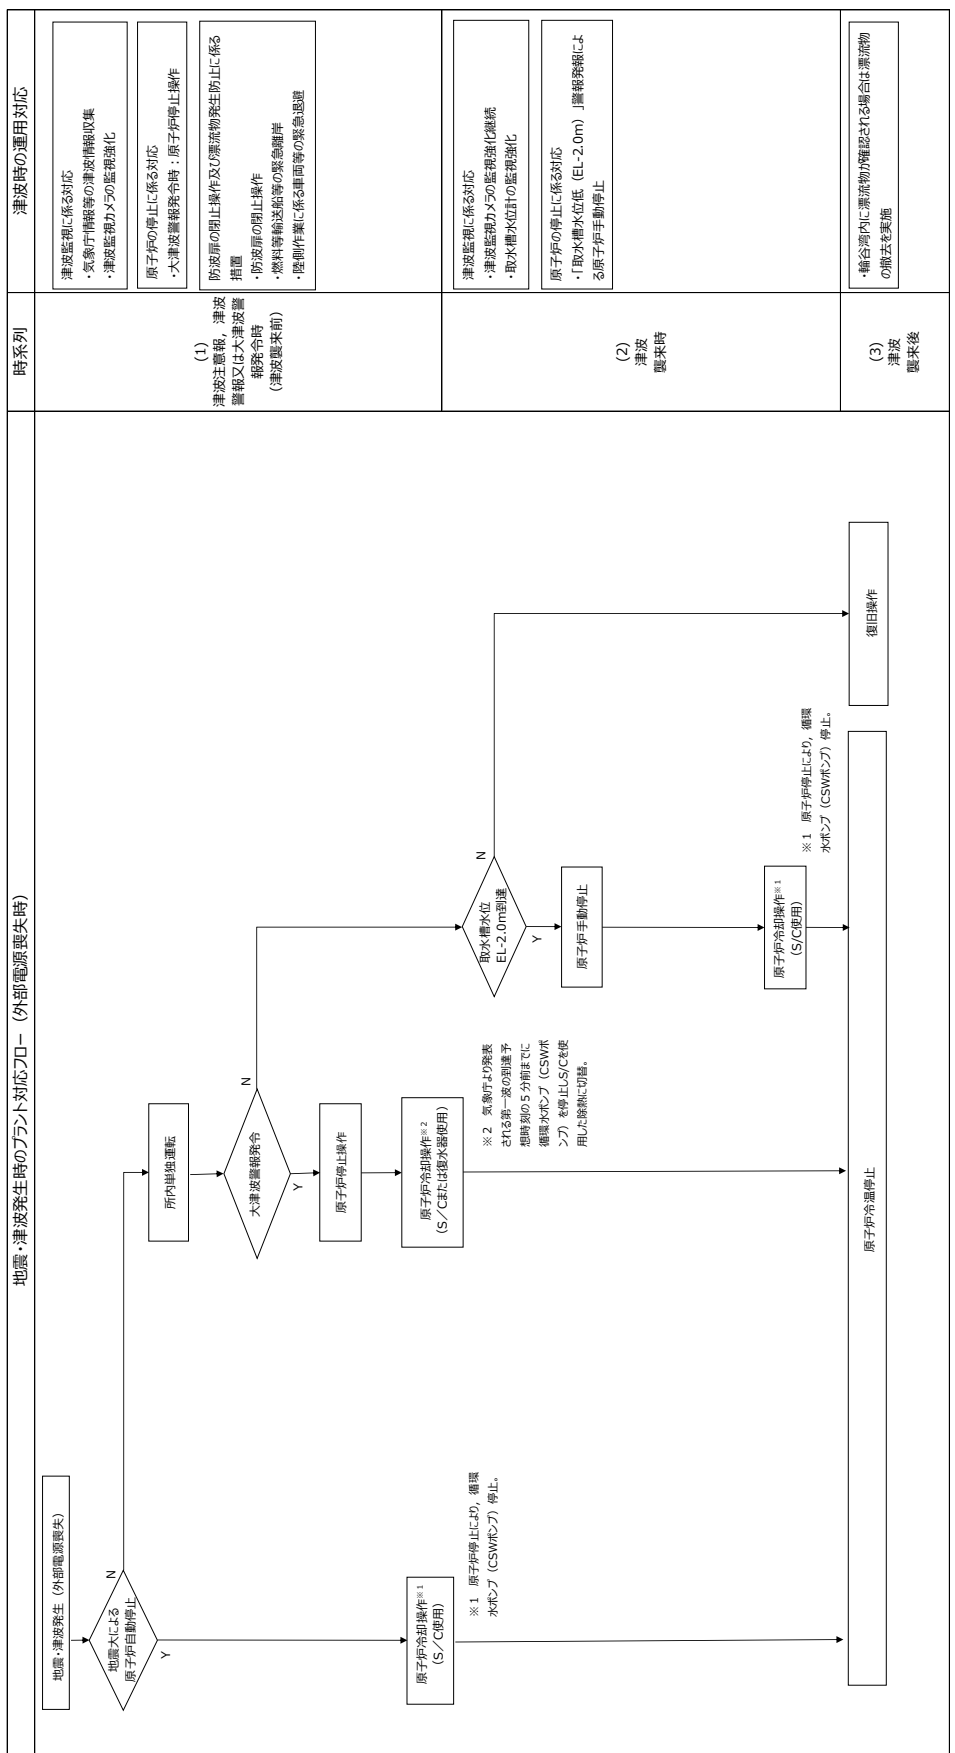 地震・津波発生時のプラント対応フロー（外部電源喪失時）
時系列
津波時の運用対応
地震・津波発生（外部電源喪失）
地震大による
原子炉自動停止
N
Y
所内単独運転
大津波警報発令
N
Y
原子炉停止操作
原子炉冷却操作※１
（S／C使用）
※１　原子炉停止により，循環
水ポンプ（CSWポンプ）停止。
原子炉冷却操作※２
（S／Cまたは復水器使用）
※２　気象庁より発表
される第一波の到達予
想時刻の５分前までに
循環水ポンプ（CSWポ
ンプ）を停止しS/Cを使
用した除熱に切替。
取水槽水位
EL-2.0m到達
N
Y
原子炉手動停止
原子炉冷却操作※１
（S/C使用）
※１　原子炉停止により，循環
水ポンプ（CSWポンプ）停止。
原子炉冷温停止
復旧操作
(1)
津波注意報，津波
警報又は大津波警
報発令時
（津波襲来前）
津波監視に係る対応
・気象庁情報等の津波情報収集
・津波監視カメラの監視強化
原子炉の停止に係る対応
・大津波警報発令時：原子炉停止操作
防波扉の閉止操作及び漂流物発生防止に係る
措置
・防波扉の閉止操作
・燃料等輸送船等の緊急離岸
・陸側作業に係る車両等の緊急退避
(2)
津波
襲来時
津波監視に係る対応
・津波監視カメラの監視強化継続
・取水槽水位計の監視強化
原子炉の停止に係る対応
・「取水槽水位低（EL-2.0m）」警報発報によ
る原子炉手動停止
(3)
津波
襲来後
・輪谷湾内に漂流物が確認される場合は漂流物
の撤去を実施